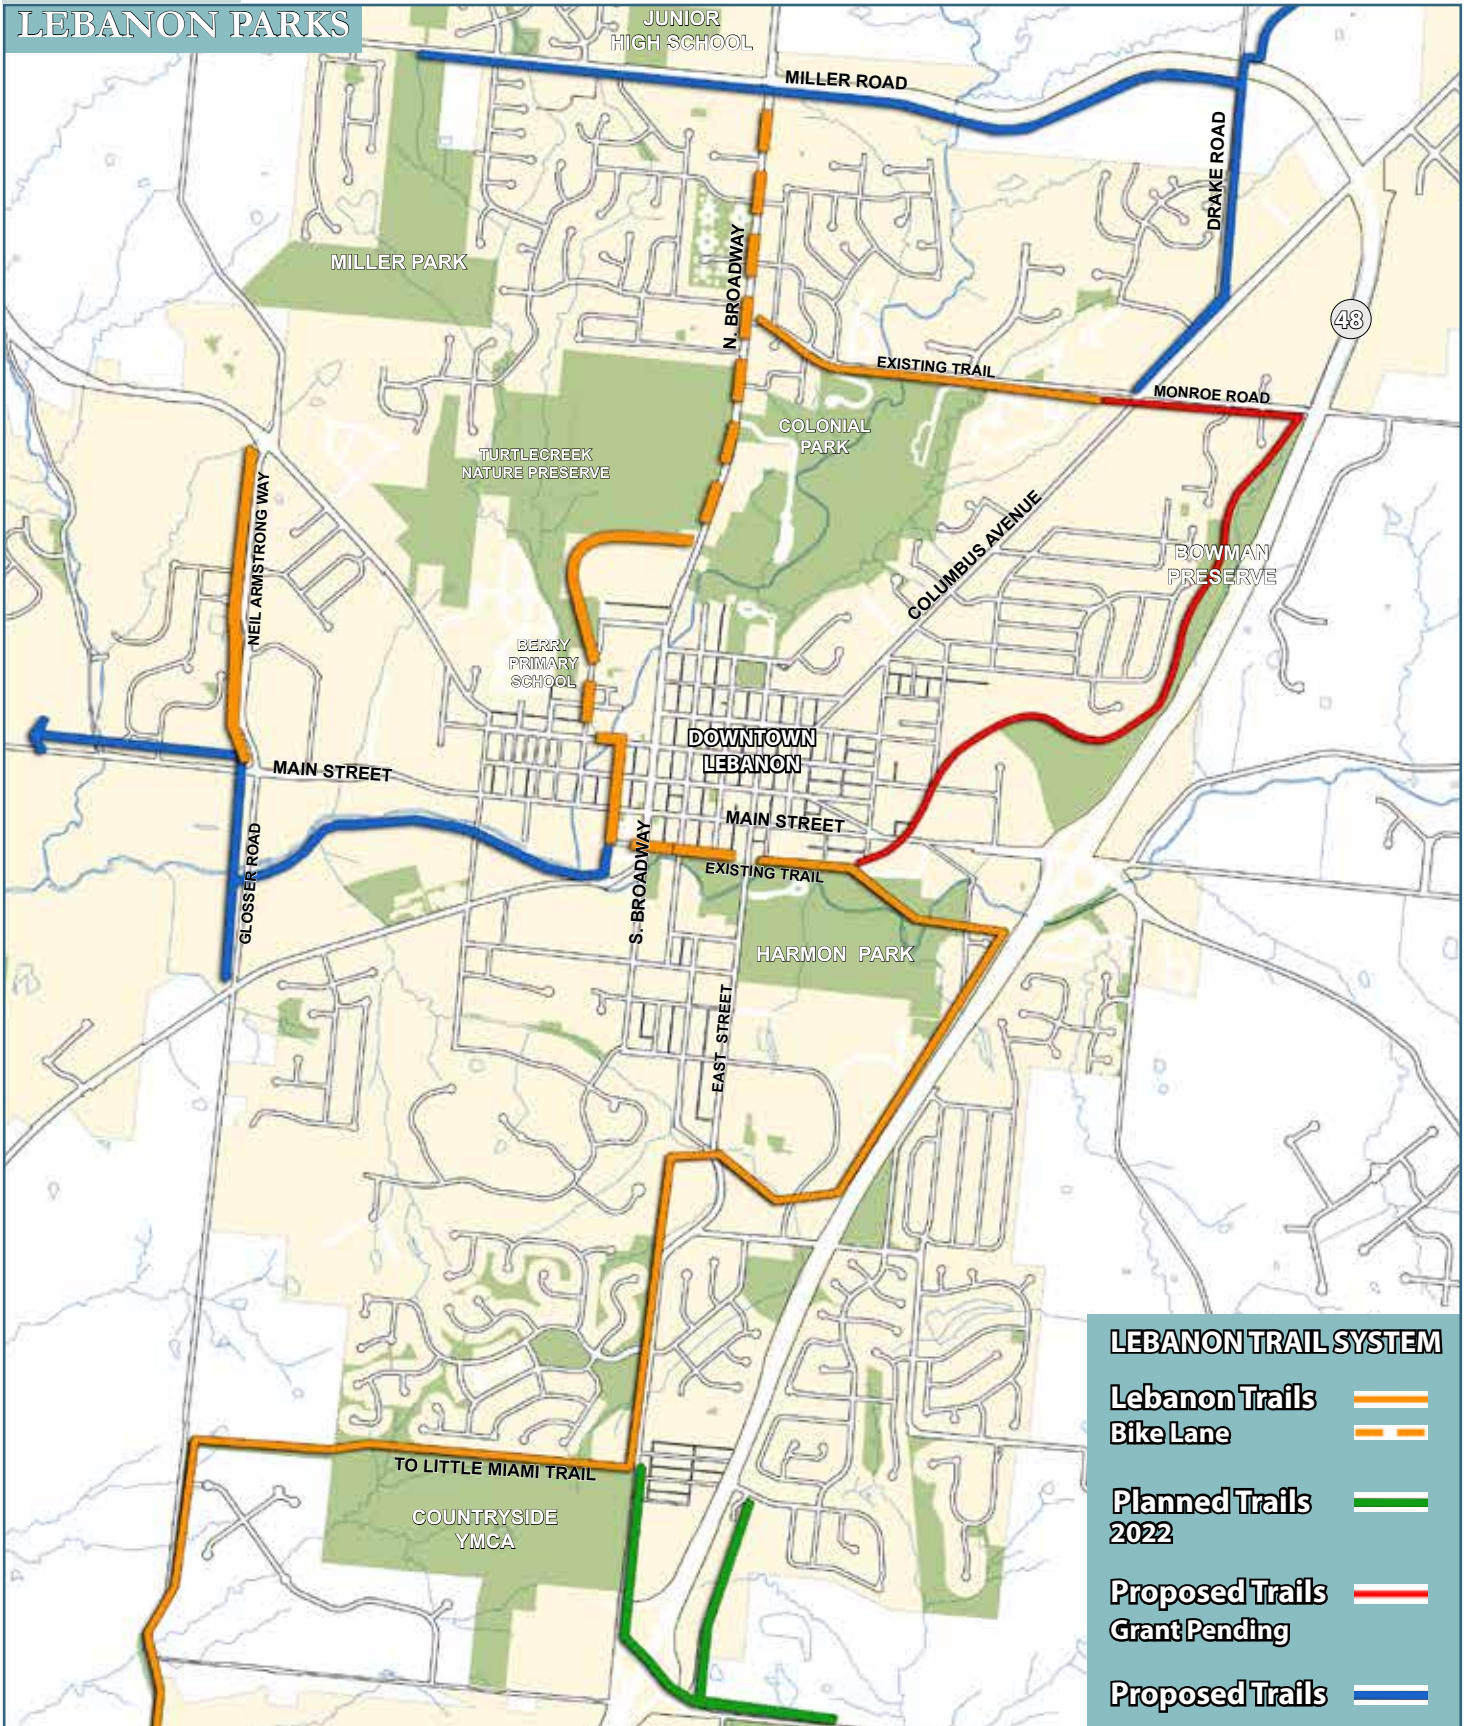 LEBANON PARKS
JUNIOR
HIGH SCHOOL
MILLER ROAD
DRAKE ROAD
MILLER PARK
N. BROADWAY
48
EXISTING TRAIL
MONROE ROAD
COLONIAL
PARK
TURTLECREEK
NATURE PRESERVE
NEIL ARMSTRONG WAY
COLUMBUS AVENUE
BOWMAN
PRESERVE
BERRY
PRIMARY
SCHOOL
DOWNTOWN
LEBANON
MAIN STREET
MAIN STREET
GLOSSER ROAD
S. BROADWAY
EXISTING TRAIL
HARMON PARK
EAST STREET
TO LITTLE MIAMI TRAIL
COUNTRYSIDE
YMCA
LEBANON TRAIL SYSTEM
Lebanon Trails
Bike Lane
Planned Trails
2022
Proposed Trails
Grant Pending
Proposed Trails